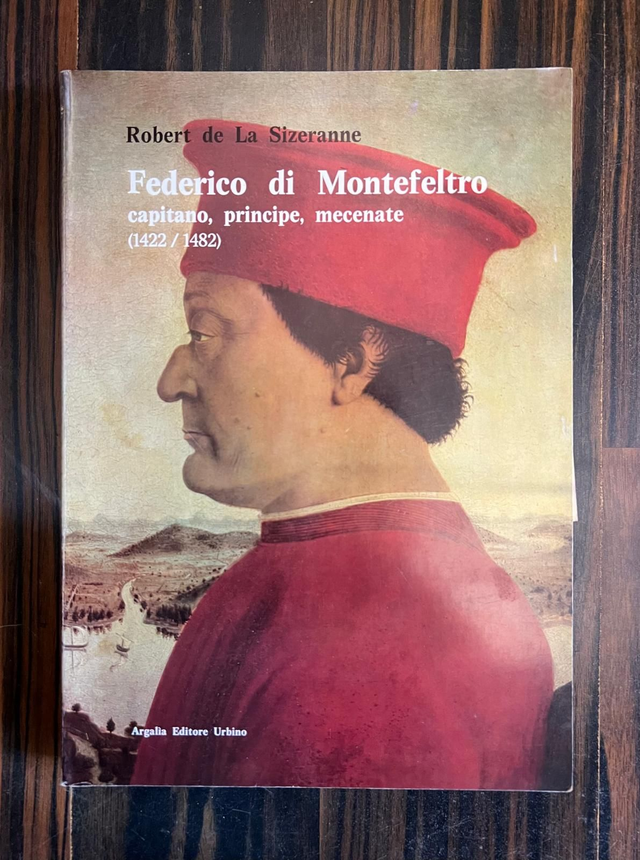 Robert de La Sizeranne
Federico di Montefeltro
capitano, principe, mecenate
(1422 / 1482)
Argalia Editore Urbino